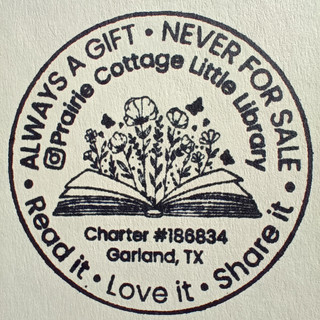 ALWAYS A GIFT • NEVER FOR SALE
Prairie Cottage Little Library
Charter #186834
Garland, TX
• Read it • Love it • Share it •